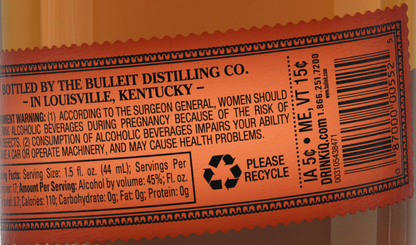 BOTTLED BY THE BULLEIT DISTILLING CO.
– IN LOUISVILLE, KENTUCKY –
WARNING: (1) ACCORDING TO THE SURGEON GENERAL, WOMEN SHOULD
ALCOHOLIC BEVERAGES DURING PREGNANCY BECAUSE OF THE RISK OF
(2) CONSUMPTION OF ALCOHOLIC BEVERAGES IMPAIRS YOUR ABILITY
A CAR OR OPERATE MACHINERY, AND MAY CAUSE HEALTH PROBLEMS.
Facts: Serving Size: 1.5 fl. oz. (44 mL); Servings Per
Amount Per Serving: Alcohol by volume: 45%; Fl. oz.
Calories: 110; Carbohydrate: 0g; Fat: 0g; Protein: 0g
PLEASE
RECYCLE
IA 5¢ • ME, VT 15¢
DRINKiQ.com 1.866.251.7200